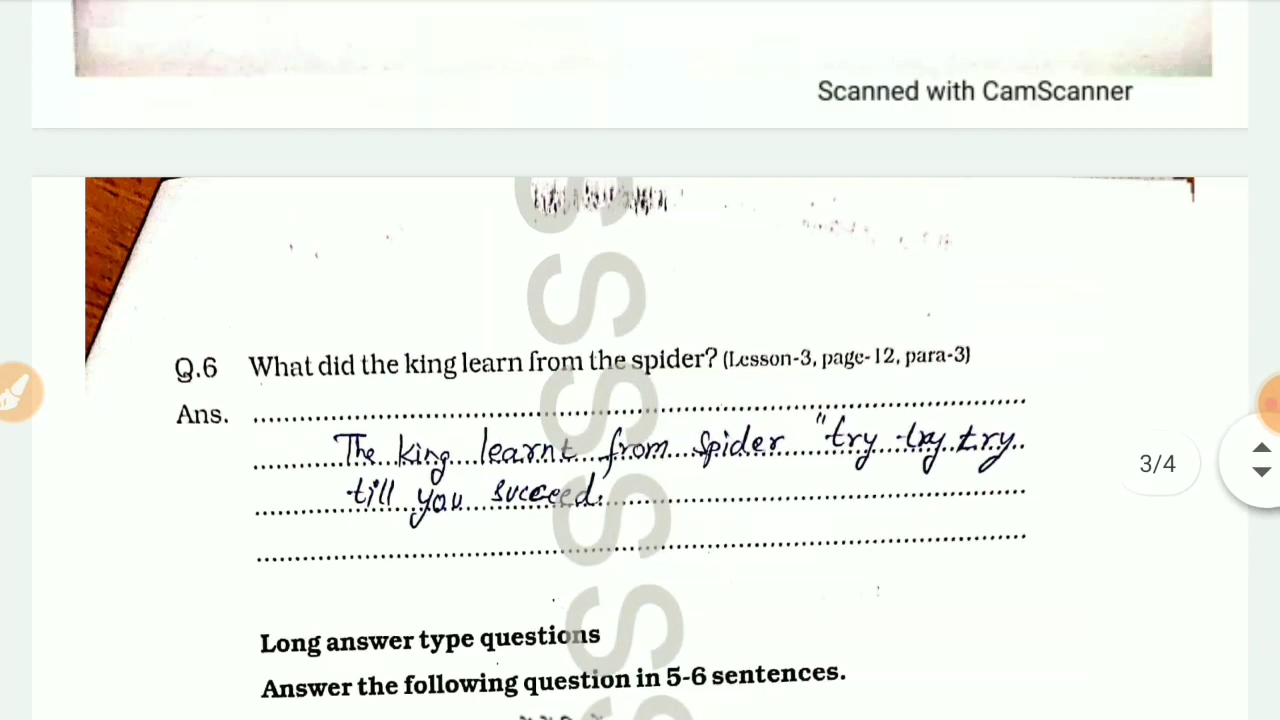 Scanned with CamScanner
Q.6 What did the king learn from the spider? (Lesson-3, page-12, para-3)
Ans.
The king learnt from spider "try try try
till you succeed.
3/4
Long answer type questions
Answer the following question in 5-6 sentences.
SSSSS